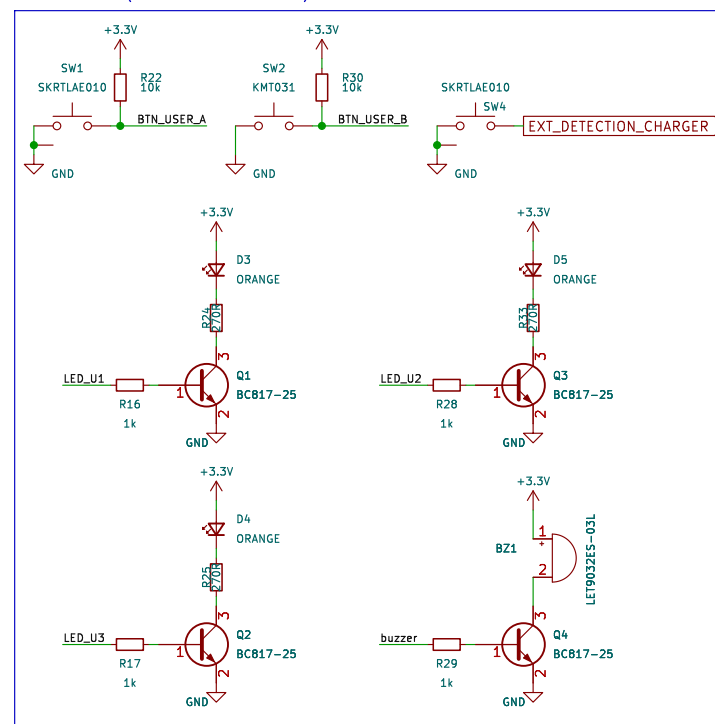 +3.3V
SW1
SKRTLAE010
R22
10k
BTN_USER_A
GND
+3.3V
SW2
KMT031
R30
10k
BTN_USER_B
GND
SKRTLAE010
SW4
EXT_DETECTION_CHARGER
GND
+3.3V
D3
ORANGE
R24
270R
3
Q1
BC817-25
LED_U1
1
R16
1k
2
GND
+3.3V
D5
ORANGE
R33
270R
3
Q3
BC817-25
LED_U2
1
R28
1k
2
GND
+3.3V
D4
ORANGE
R25
270R
3
Q2
BC817-25
LED_U3
1
R17
1k
2
GND
+3.3V
1
+
BZ1
2
LET9032ES-03L
3
Q4
BC817-25
buzzer
1
R29
1k
2
GND